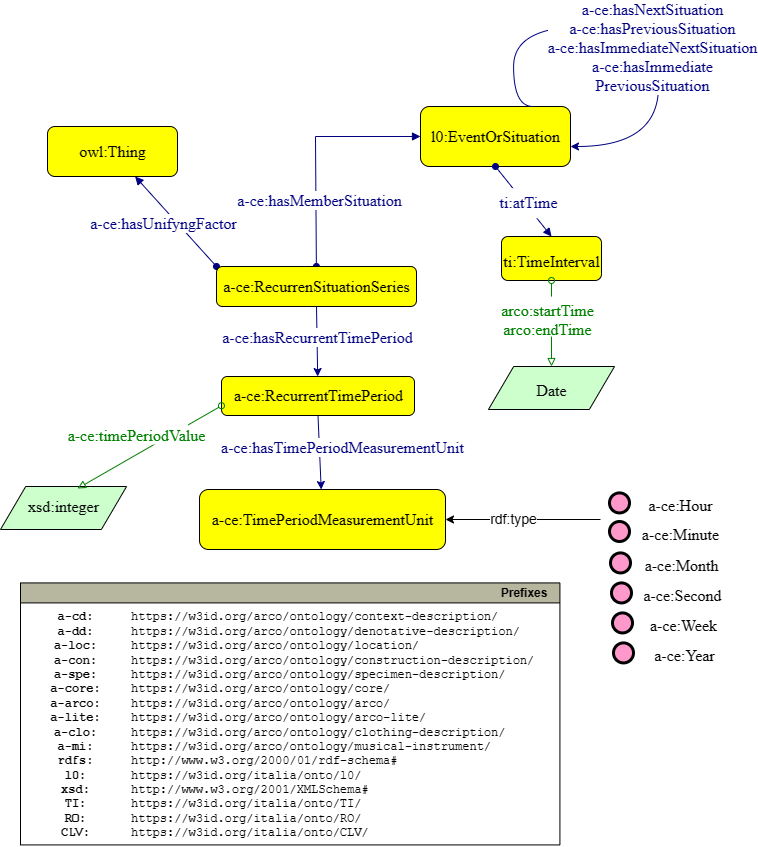 a-ce:hasNextSituation
a-ce:hasPreviousSituation
a-ce:hasImmediateNextSituation
a-ce:hasImmediate
PreviousSituation
owl:Thing
l0:EventOrSituation
a-ce:hasMemberSituation
ti:atTime
a-ce:hasUnifyngFactor
ti:TimeInterval
a-ce:RecurrenSituationSeries
arco:startTime
arco:endTime
a-ce:hasRecurrentTimePeriod
Date
a-ce:RecurrentTimePeriod
a-ce:timePeriodValue
a-ce:hasTimePeriodMeasurementUnit
xsd:integer
a-ce:TimePeriodMeasurementUnit
rdf:type
a-ce:Hour
a-ce:Minute
a-ce:Month
a-ce:Second
a-ce:Week
a-ce:Year
Prefixes
a-cd: https://w3id.org/arco/ontology/context-description/
a-dd: https://w3id.org/arco/ontology/denotative-description/
a-loc: https://w3id.org/arco/ontology/location/
a-con: https://w3id.org/arco/ontology/construction-description/
a-spe: https://w3id.org/arco/ontology/specimen-description/
a-core: https://w3id.org/arco/ontology/core/
a-arco: https://w3id.org/arco/ontology/arco/
a-lite: https://w3id.org/arco/ontology/arco-lite/
a-clo: https://w3id.org/arco/ontology/clothing-description/
a-mi: https://w3id.org/arco/ontology/musical-instrument/
rdfs: http://www.w3.org/2000/01/rdf-schema#
l0: https://w3id.org/italia/onto/l0/
xsd: http://www.w3.org/2001/XMLSchema#
TI: https://w3id.org/italia/onto/TI/
RO: https://w3id.org/italia/onto/RO/
CLV: https://w3id.org/italia/onto/CLV/